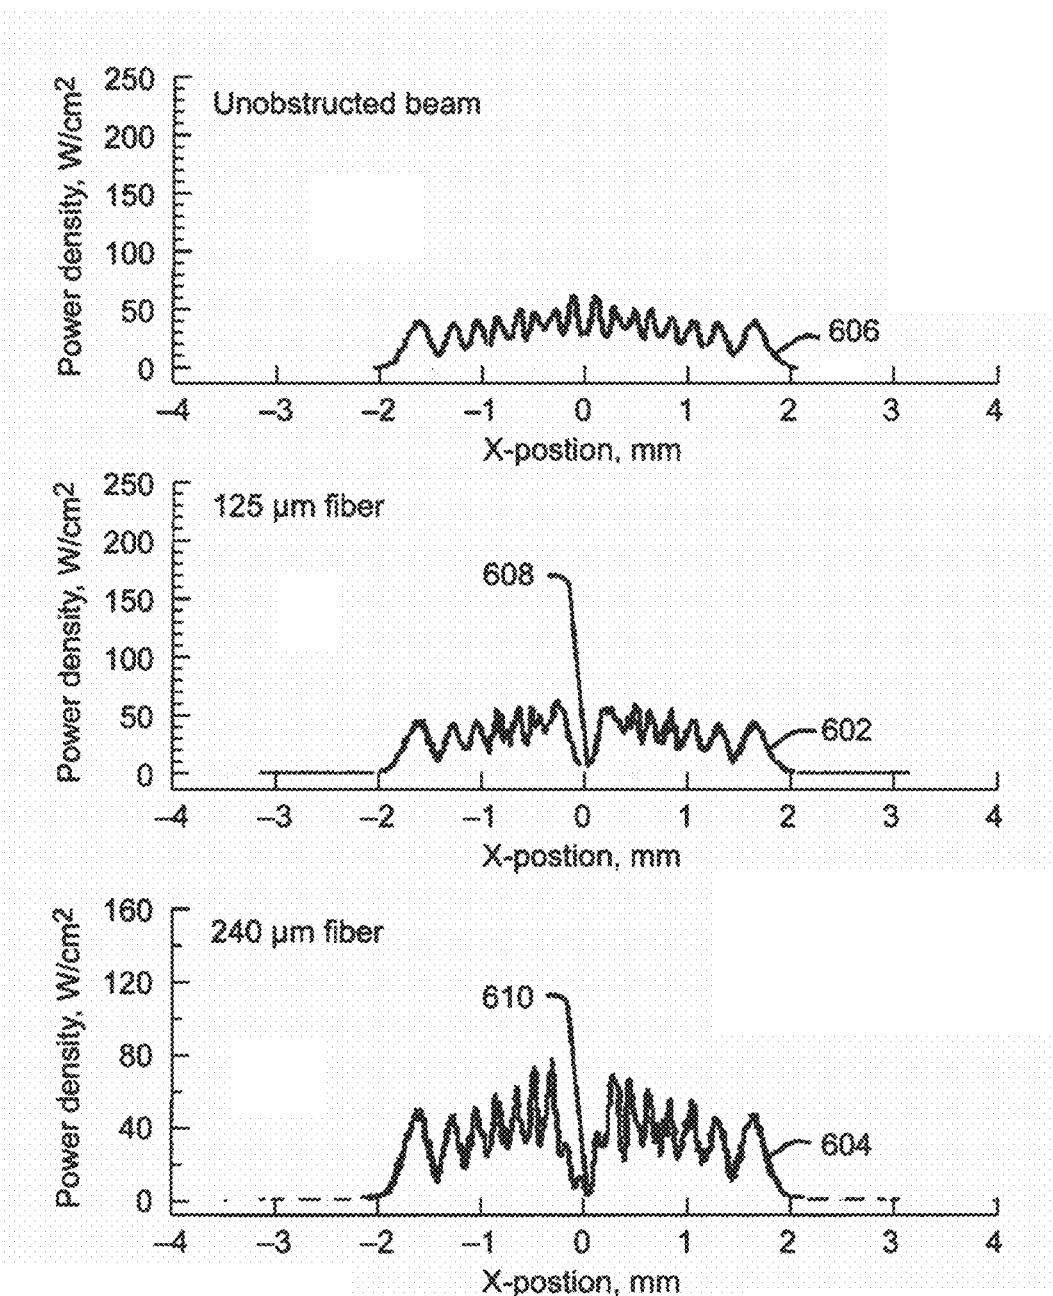 250
Unobstructed beam
200
150
100
50
0
Power density, W/cm2
606
–4 –3 –2 –1 0 1 2 3 4
X-postion, mm
250
125 µm fiber
200
608
150
100
50
0
Power density, W/cm2
602
–4 –3 –2 –1 0 1 2 3 4
X-postion, mm
160
240 µm fiber
120
610
80
40
0
Power density, W/cm2
604
–4 –3 –2 –1 0 1 2 3 4
X-postion, mm